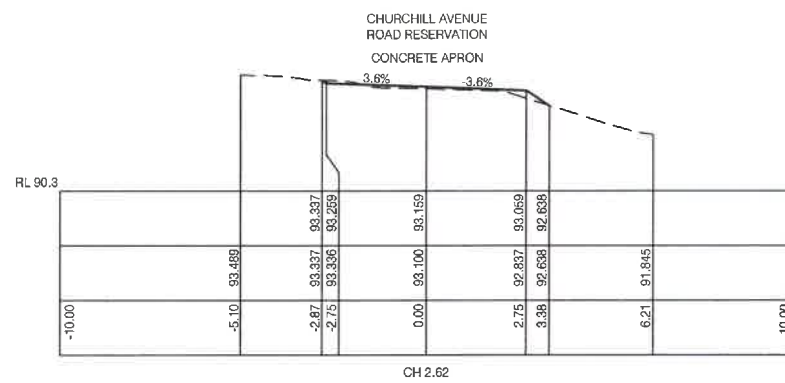 CHURCHILL AVENUE
ROAD RESERVATION
CONCRETE APRON
3.6% -3.6%
RL 90.3
93.337 93.259 93.159 93.059 92.638
93.489 93.337 93.336 93.100 92.837 92.638 91.845
-10.00 -5.10 -2.87 -2.75 0.00 2.75 3.38 6.21 10.00
CH 2.62